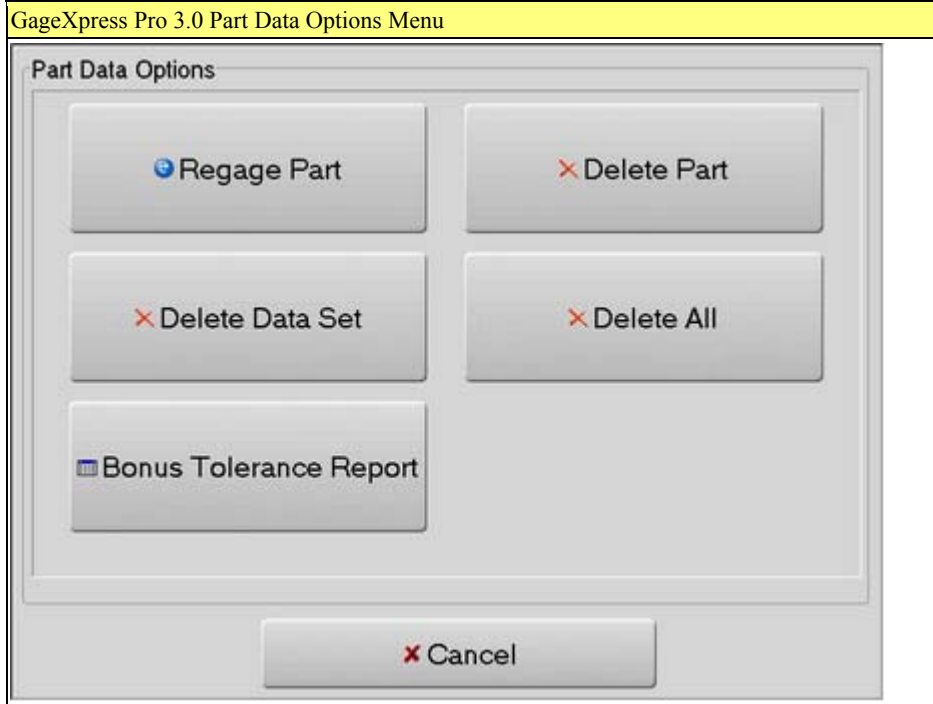 GageXpress Pro 3.0 Part Data Options Menu
Part Data Options
Regage Part
Delete Part
Delete Data Set
Delete All
Bonus Tolerance Report
Cancel